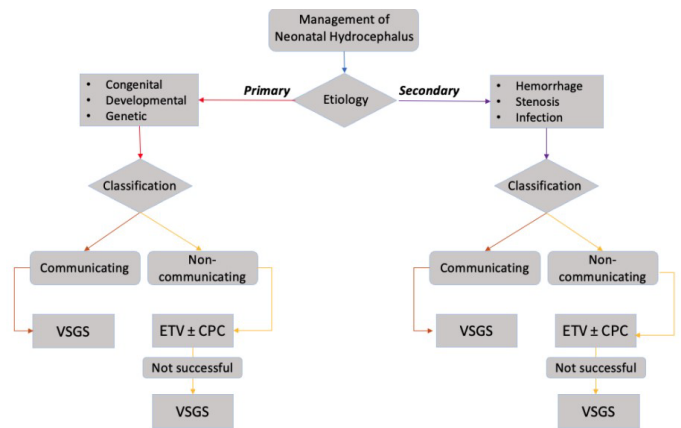 Management of
Neonatal Hydrocephalus
Primary
Etiology
Secondary
• Congenital
• Developmental
• Genetic
• Hemorrhage
• Stenosis
• Infection
Classification
Classification
Communicating
Non-
communicating
Communicating
Non-
communicating
VSGS
ETV ± CPC
VSGS
ETV ± CPC
Not successful
Not successful
VSGS
VSGS